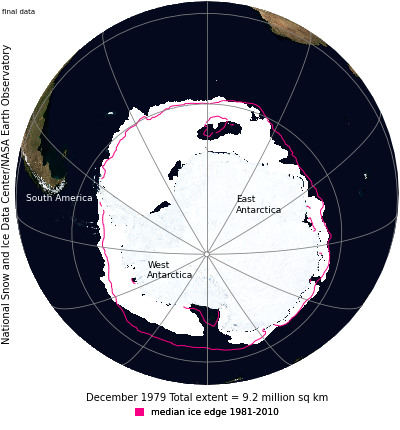 final data
National Snow and Ice Data Center/NASA Earth Observatory
South America
East
Antarctica
West
Antarctica
December 1979 Total extent = 9.2 million sq km
median ice edge 1981-2010